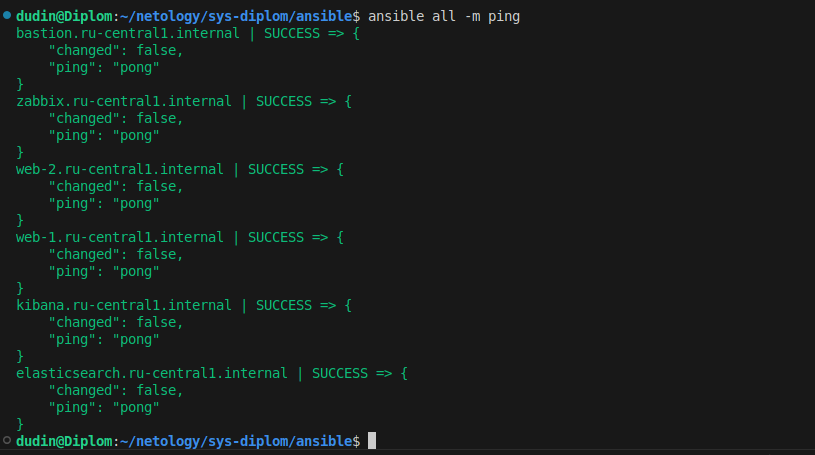 dudin@Diplom:~/netology/sys-diplom/ansible$ ansible all -m ping
bastion.ru-central1.internal | SUCCESS => {
    "changed": false,
    "ping": "pong"
}
zabbix.ru-central1.internal | SUCCESS => {
    "changed": false,
    "ping": "pong"
}
web-2.ru-central1.internal | SUCCESS => {
    "changed": false,
    "ping": "pong"
}
web-1.ru-central1.internal | SUCCESS => {
    "changed": false,
    "ping": "pong"
}
kibana.ru-central1.internal | SUCCESS => {
    "changed": false,
    "ping": "pong"
}
elasticsearch.ru-central1.internal | SUCCESS => {
    "changed": false,
    "ping": "pong"
}
dudin@Diplom:~/netology/sys-diplom/ansible$